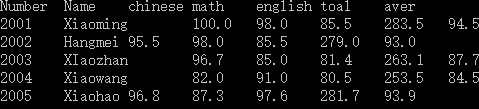 Number Name chinese math english toal aver
2001 Xiaoming 100.0 98.0 85.5 283.5 94.5
2002 Hangmei 95.5 98.0 85.5 279.0 93.0
2003 XIaozhan 96.7 85.0 81.4 263.1 87.7
2004 Xiaowang 82.0 91.0 80.5 253.5 84.5
2005 Xiaohao 96.8 87.3 97.6 281.7 93.9